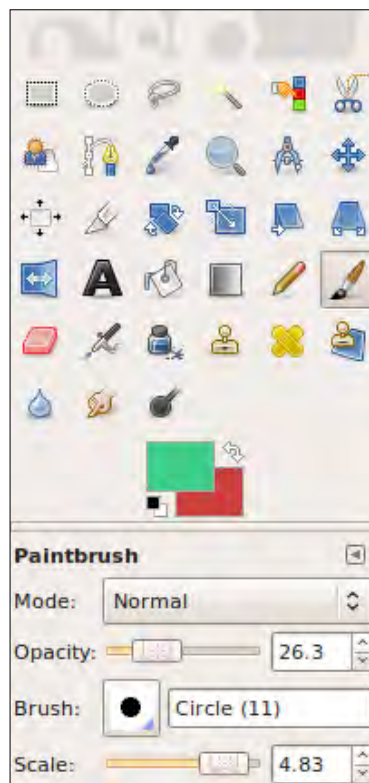 Paintbrush
Mode: Normal
Opacity: 26.3
Brush: Circle (11)
Scale: 4.83